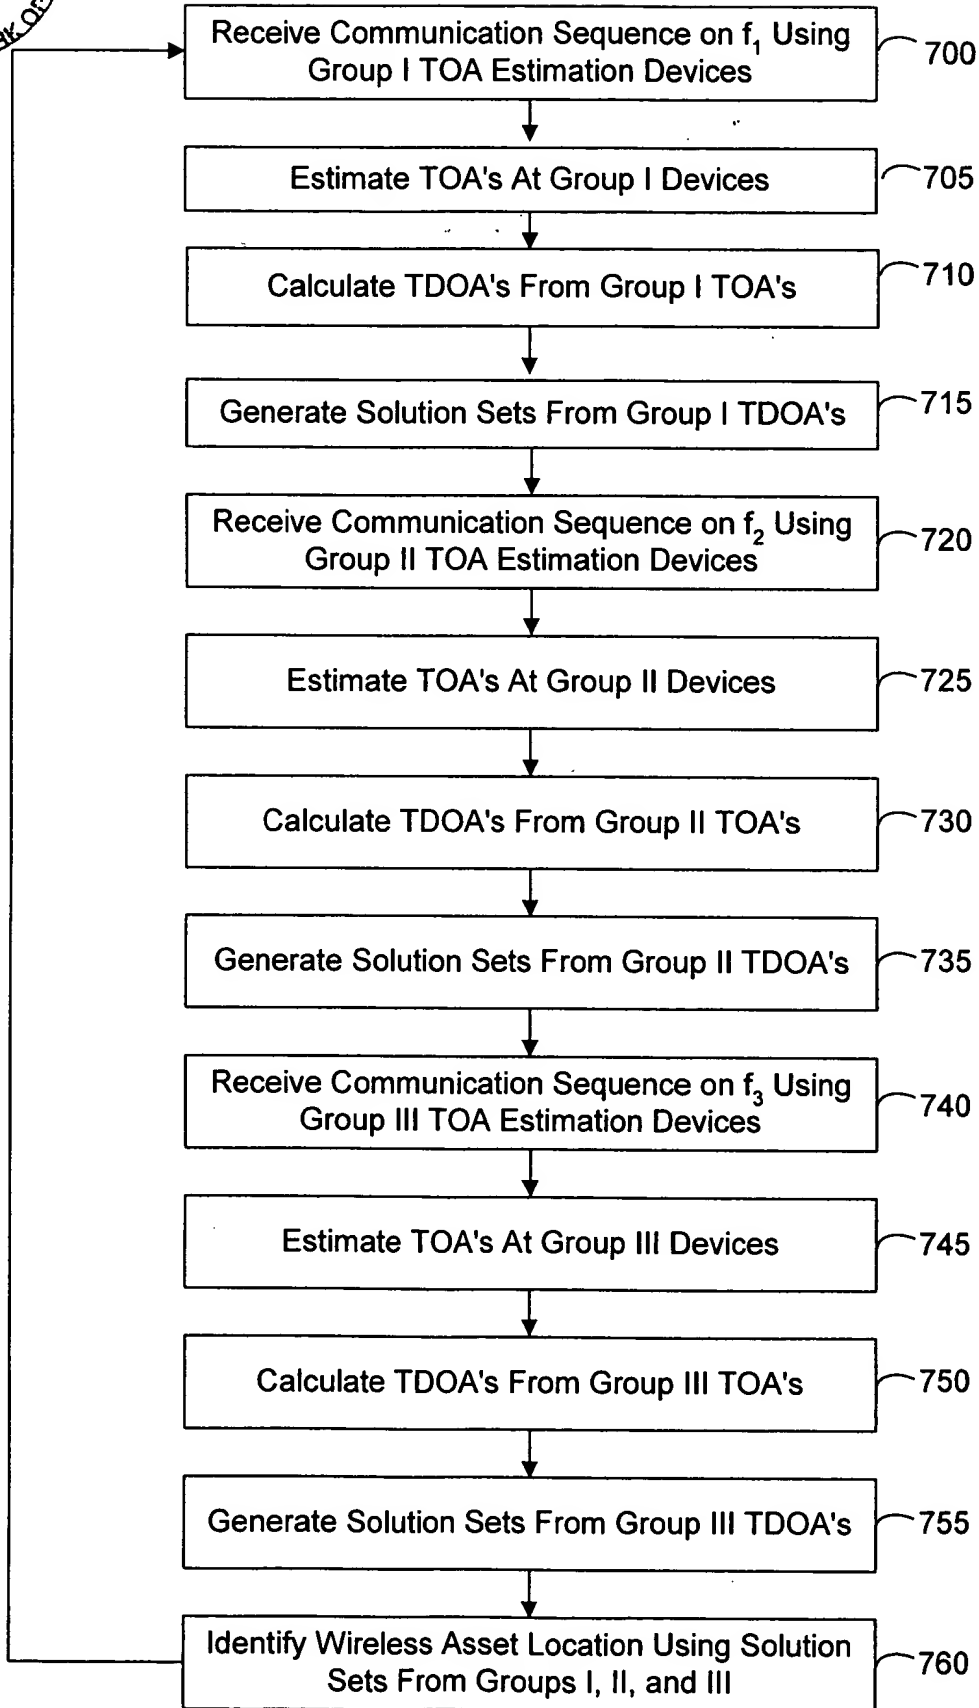 Receive Communication Sequence on f₁ Using
Group I TOA Estimation Devices
700
Estimate TOA's At Group I Devices
705
Calculate TDOA's From Group I TOA's
710
Generate Solution Sets From Group I TDOA's
715
Receive Communication Sequence on f₂ Using
Group II TOA Estimation Devices
720
Estimate TOA's At Group II Devices
725
Calculate TDOA's From Group II TOA's
730
Generate Solution Sets From Group II TDOA's
735
Receive Communication Sequence on f₃ Using
Group III TOA Estimation Devices
740
Estimate TOA's At Group III Devices
745
Calculate TDOA's From Group III TOA's
750
Generate Solution Sets From Group III TDOA's
755
Identify Wireless Asset Location Using Solution
Sets From Groups I, II, and III
760